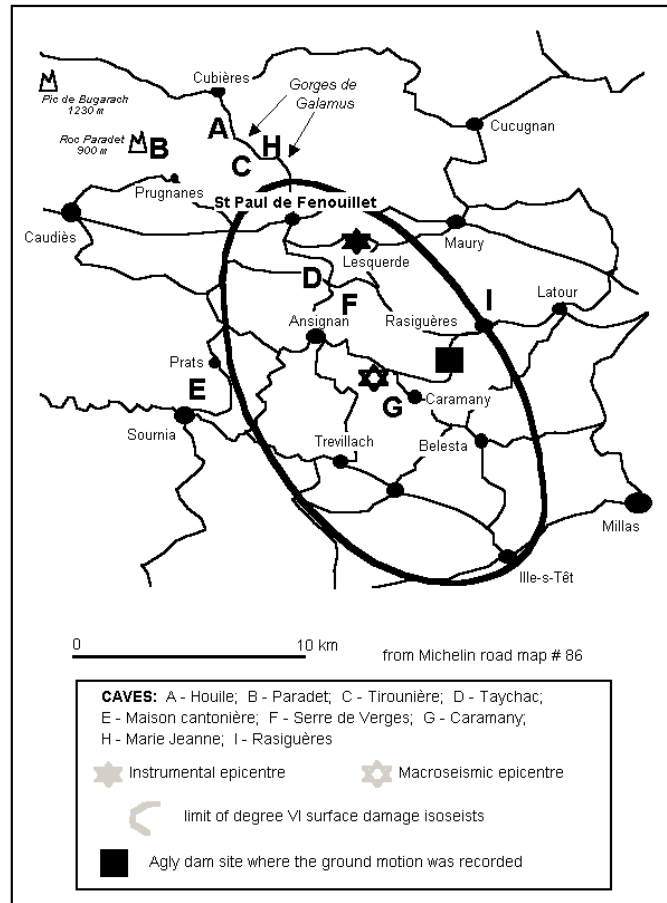 Cubières
Gorges de
Galamus
Pic de Bugarach
1230 m
A
Cucugnan
Roc Paradet
900 m
B
H
C
Prugnanes
St Paul de Fenouillet
Caudiès
Maury
Lesquerde
D
F
I
Latour
Ansignan
Rasiguères
Prats
E
G
Caramany
Sournia
Trevillach
Belesta
Millas
Ille-s-Têt
0 10 km
from Michelin road map # 86
CAVES: A - Houile; B - Paradet; C - Tirounière; D - Taychac;
E - Maison cantonière; F - Serre de Verges; G - Caramany;
H - Marie Jeanne; I - Rasiguères
Instrumental epicentre Macroseismic epicentre
limit of degree VI surface damage isoseists
Agly dam site where the ground motion was recorded